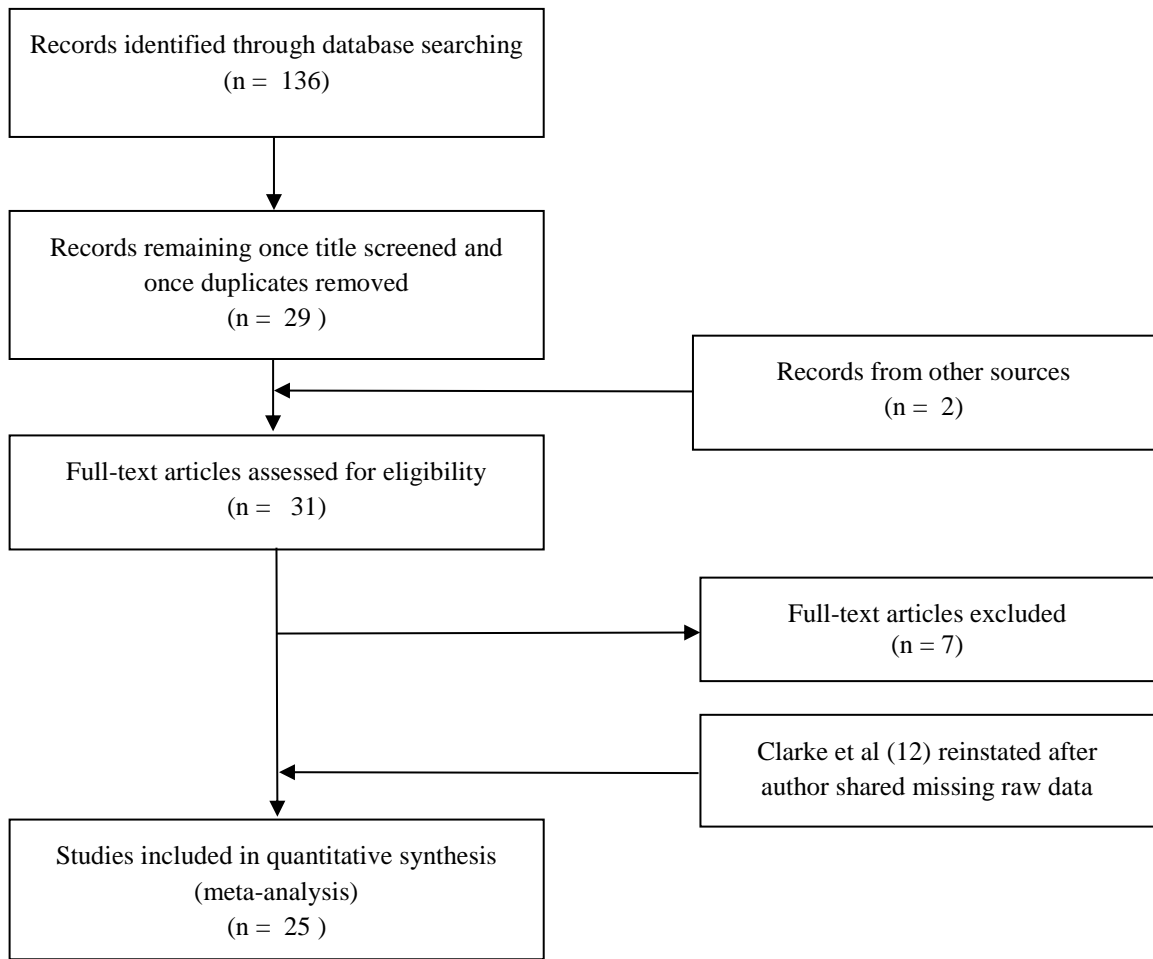 Records identified through database searching
(n = 136)
Records remaining once title screened and
once duplicates removed
(n = 29 )
Records from other sources
(n = 2)
Full-text articles assessed for eligibility
(n = 31)
Full-text articles excluded
(n = 7)
Clarke et al (12) reinstated after
author shared missing raw data
Studies included in quantitative synthesis
(meta-analysis)
(n = 25 )